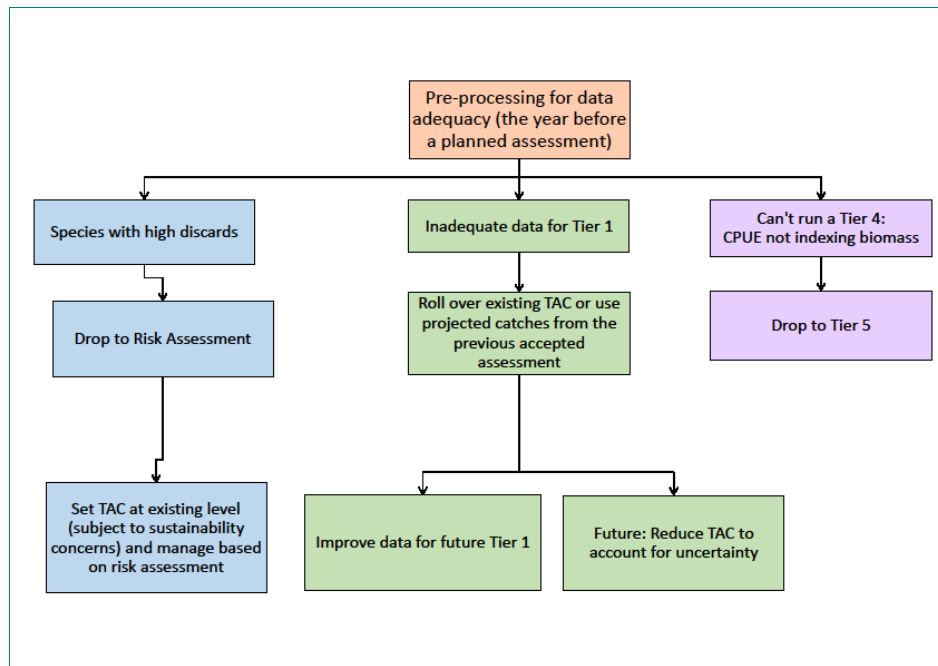 Pre-processing for data
adequacy (the year before
a planned assessment)
Species with high discards
Inadequate data for Tier 1
Can't run a Tier 4:
CPUE not indexing biomass
Drop to Risk Assessment
Roll over existing TAC or use
projected catches from the
previous accepted
assessment
Drop to Tier 5
Set TAC at existing level
(subject to sustainability
concerns) and manage based
on risk assessment
Improve data for future Tier 1
Future: Reduce TAC to
account for uncertainty